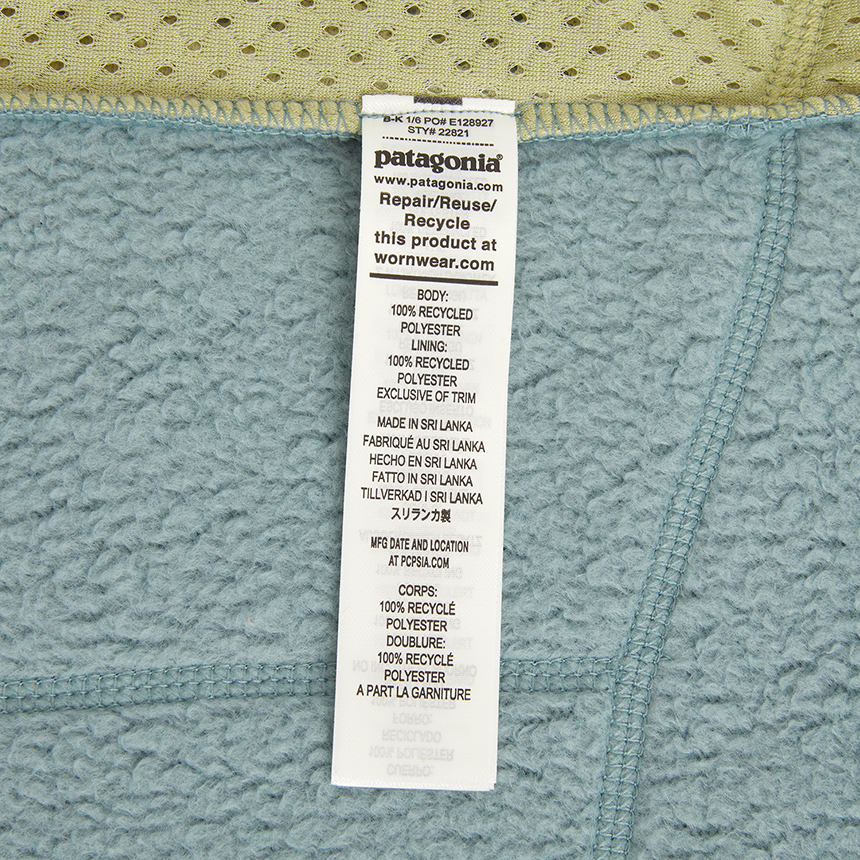 B-K 1/6 PO# E128927
STY# 22821
patagonia®
www.patagonia.com
Repair/Reuse/
Recycle
this product at
wornwear.com
BODY:
100% RECYCLED
POLYESTER
LINING:
100% RECYCLED
POLYESTER
EXCLUSIVE OF TRIM
MADE IN SRI LANKA
FABRIQUÉ AU SRI LANKA
HECHO EN SRI LANKA
FATTO IN SRI LANKA
TILLVERKAD I SRI LANKA
スリランカ製
MFG DATE AND LOCATION
AT PCPSIA.COM
CORPS:
100% RECYCLÉ
POLYESTER
DOUBLURE:
100% RECYCLÉ
POLYESTER
A PART LA GARNITURE